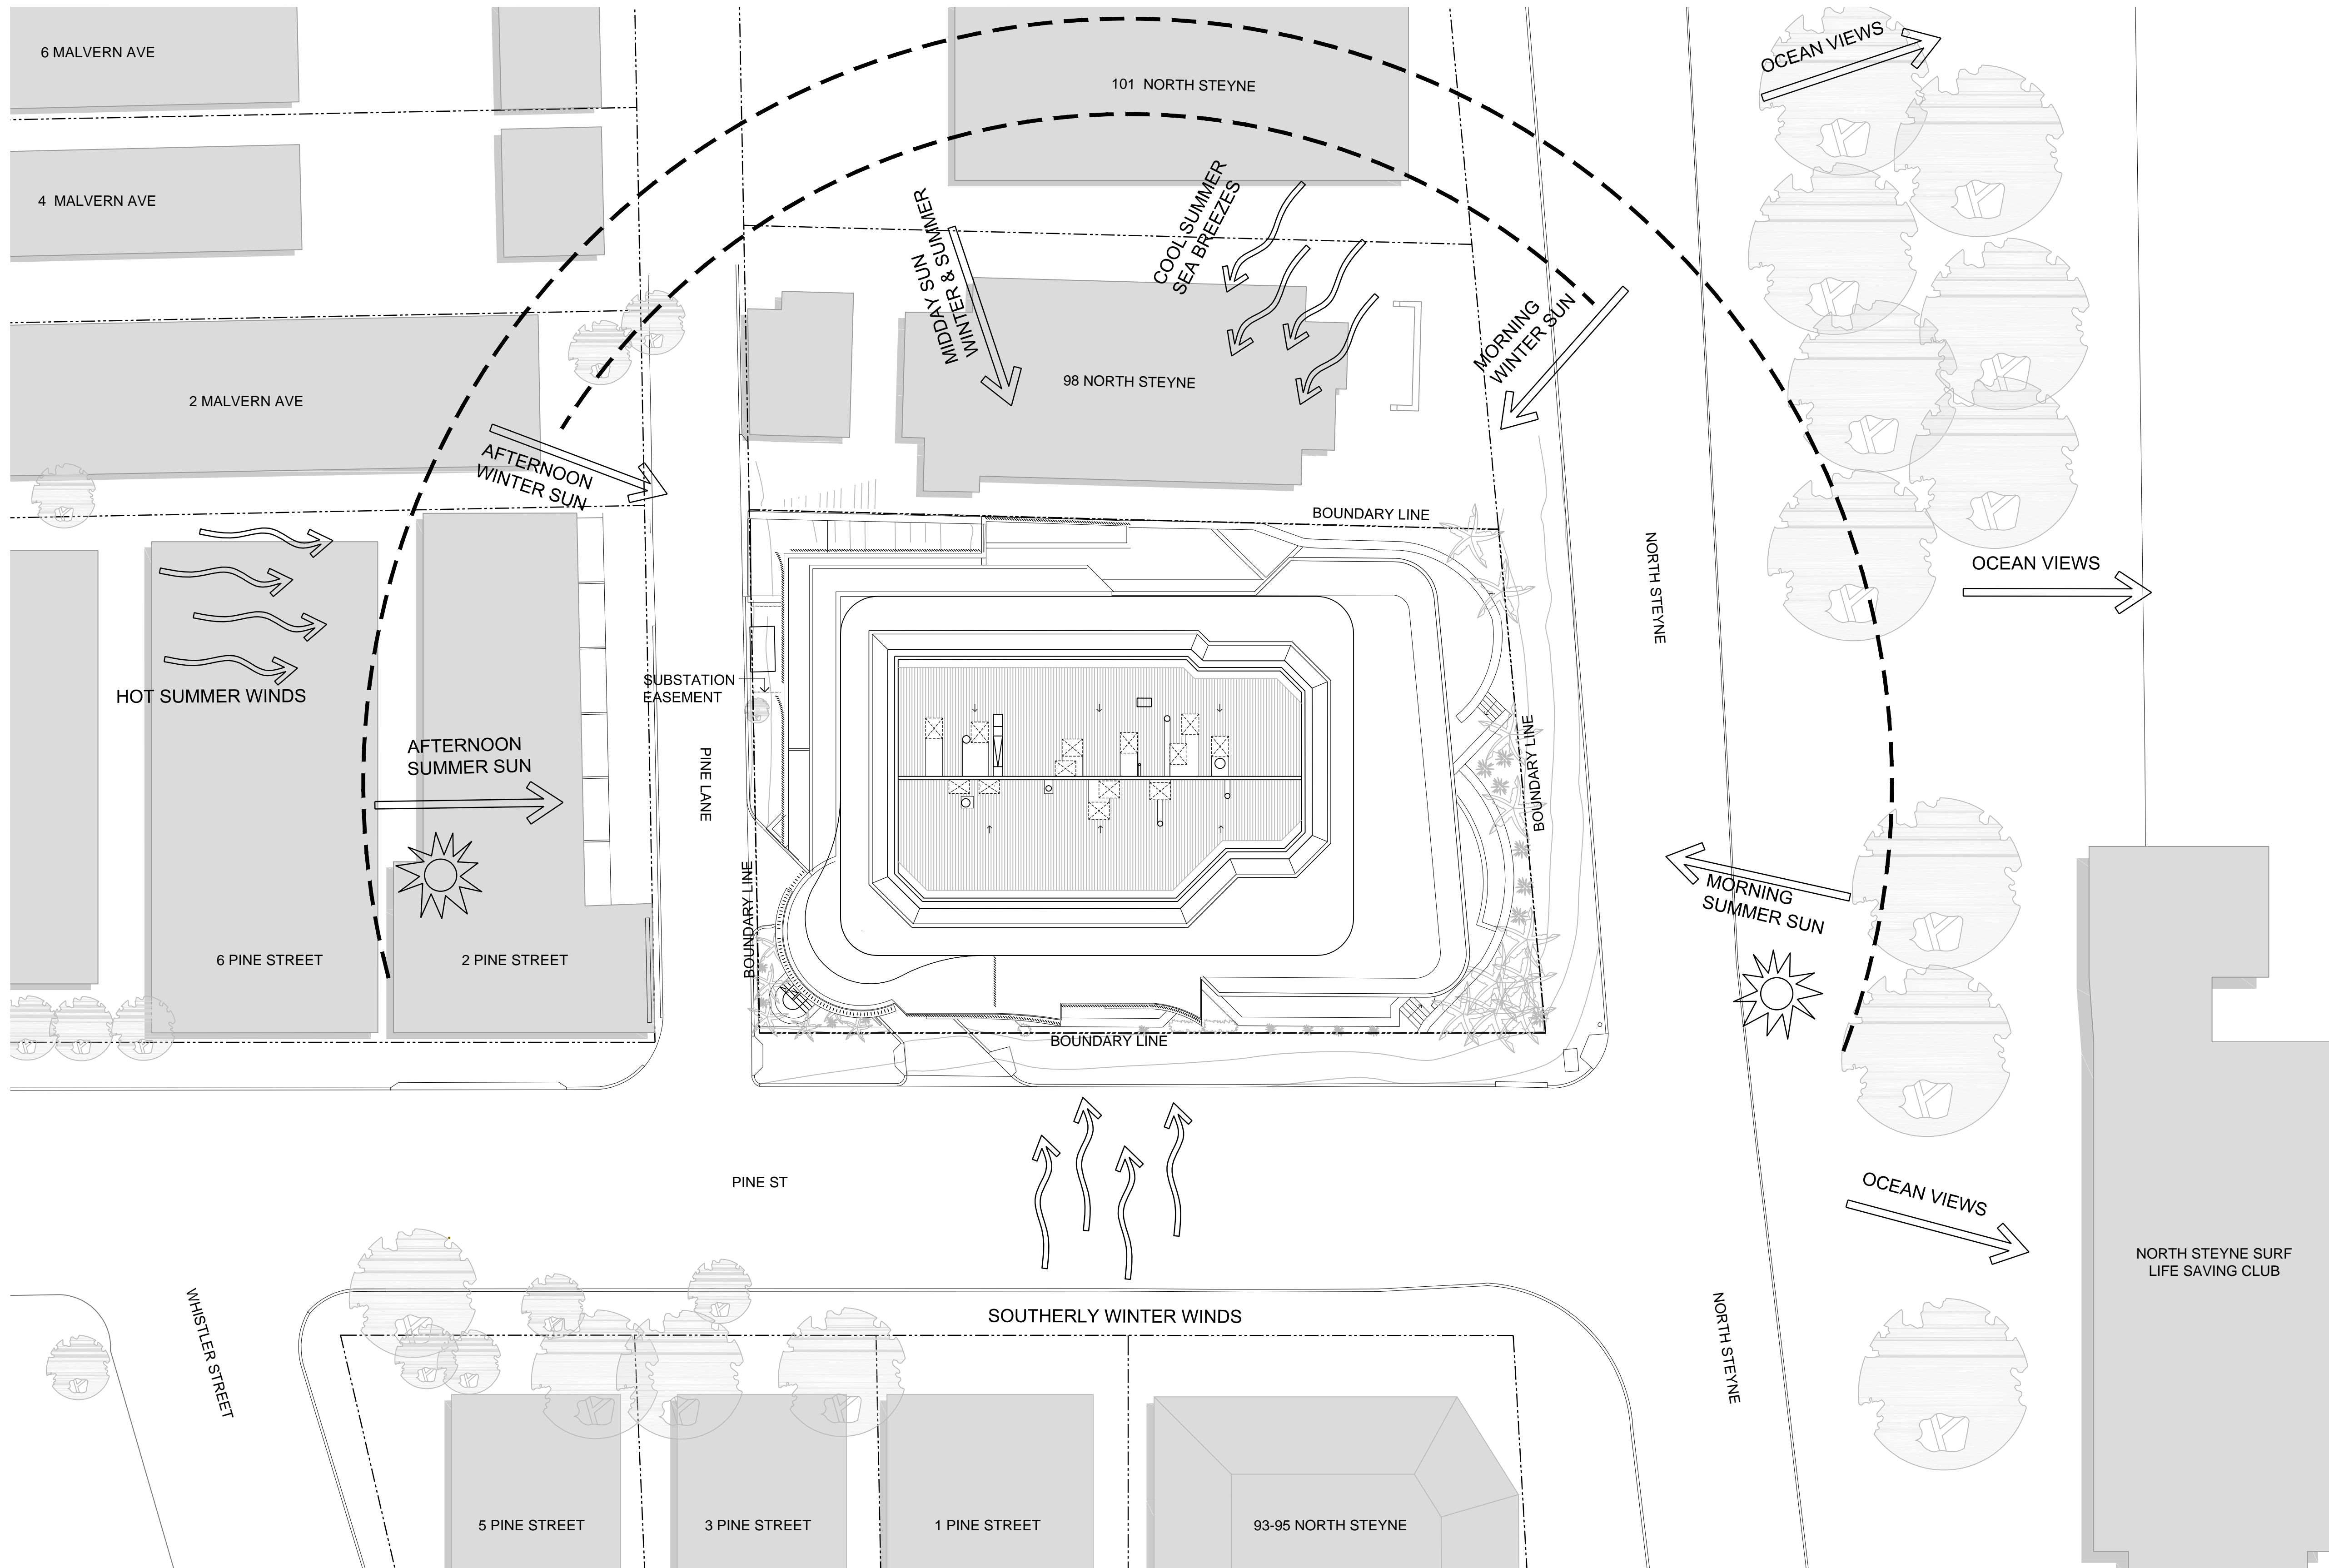 6 MALVERN AVE
OCEAN VIEWS
101  NORTH STEYNE
4  MALVERN AVE
COOL SUMMER
SEA BREEZES
MIDDAY SUN
WINTER & SUMMER
MORNING
WINTER SUN
98 NORTH STEYNE
2 MALVERN AVE
AFTERNOON
WINTER SUN
BOUNDARY LINE
NORTH STEYNE
OCEAN VIEWS
HOT SUMMER WINDS
SUBSTATION
EASEMENT
AFTERNOON
SUMMER SUN
PINE LANE
BOUNDARY LINE
BOUNDARY LINE
MORNING
SUMMER SUN
6 PINE STREET
2 PINE STREET
BOUNDARY LINE
PINE ST
OCEAN VIEWS
NORTH STEYNE SURF
LIFE SAVING CLUB
WHISTLER STREET
SOUTHERLY WINTER WINDS
NORTH STEYNE
5 PINE STREET
3 PINE STREET
1 PINE STREET
93-95 NORTH STEYNE